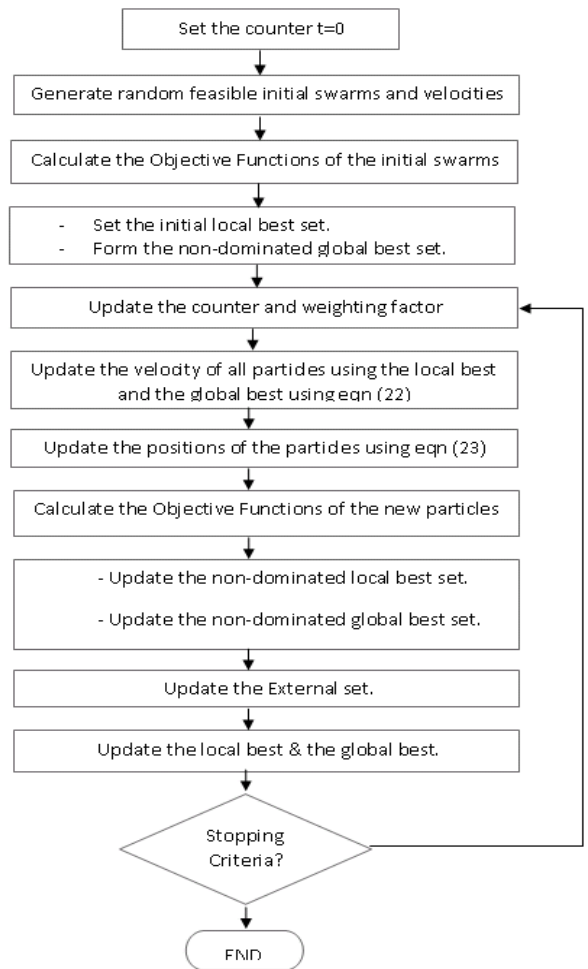 Set the counter t=0
Generate random feasible initial swarms and velocities
Calculate the Objective Functions of the initial swarms
- Set the initial local best set.
- Form the non-dominated global best set.
Update the counter and weighting factor
Update the velocity of all particles using the local best
and the global best using eqn (22)
Update the positions of the particles using eqn (23)
Calculate the Objective Functions of the new particles
- Update the non-dominated local best set.
- Update the non-dominated global best set.
Update the External set.
Update the local best & the global best.
Stopping
Criteria?
END